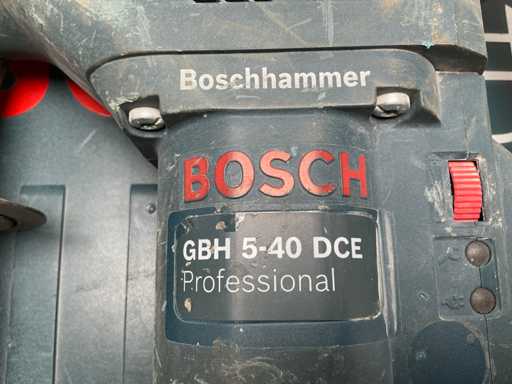 Boschhammer
BOSCH
GBH 5-40 DCE
Professional